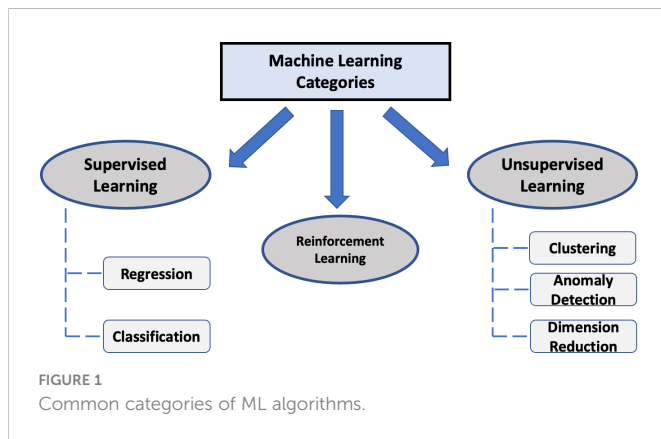 Machine Learning
Categories
Supervised
Learning
Unsupervised
Learning
Reinforcement
Learning
Regression
Classification
Clustering
Anomaly
Detection
Dimension
Reduction
FIGURE 1
Common categories of ML algorithms.